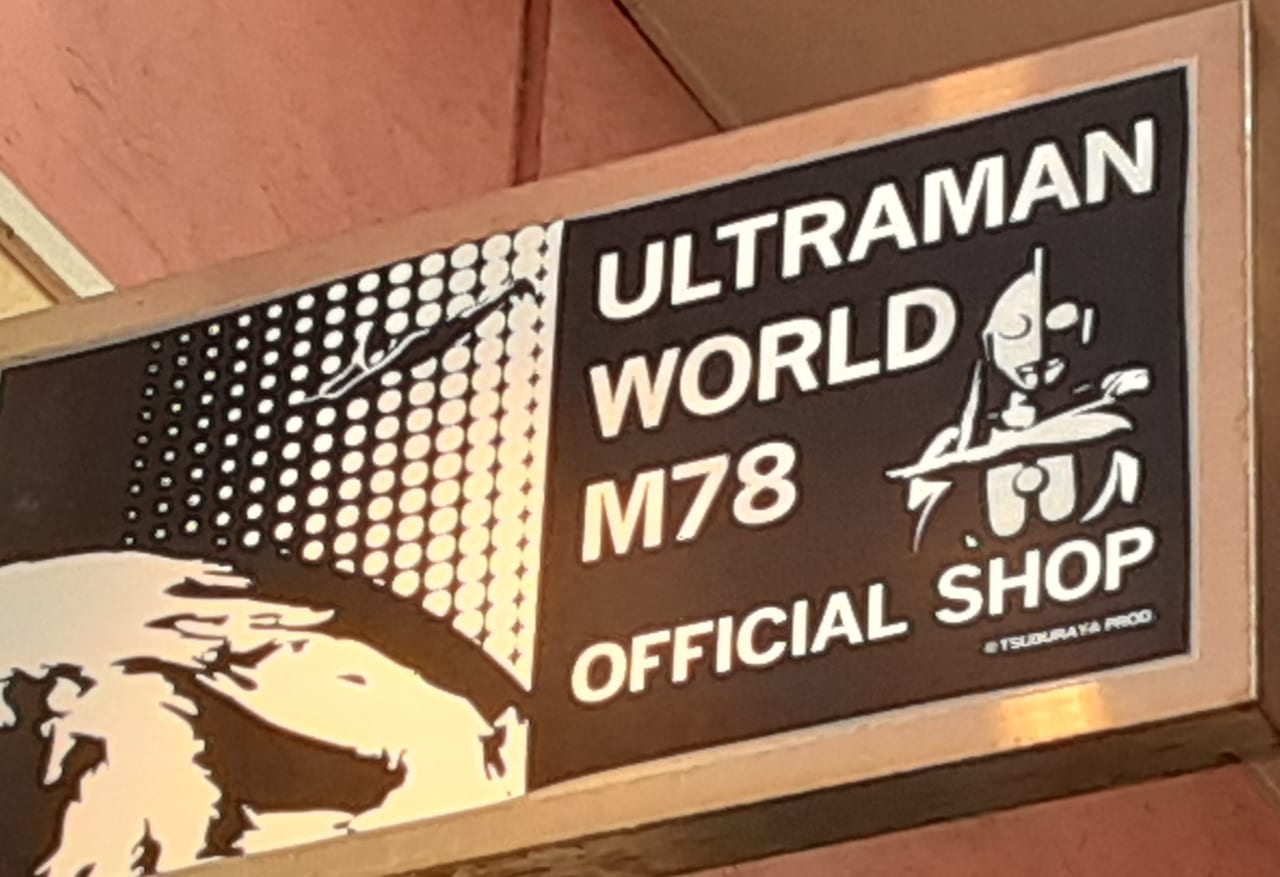 ULTRAMAN
WORLD
M78
OFFICIAL SHOP
©TSUBURAYA PROD.